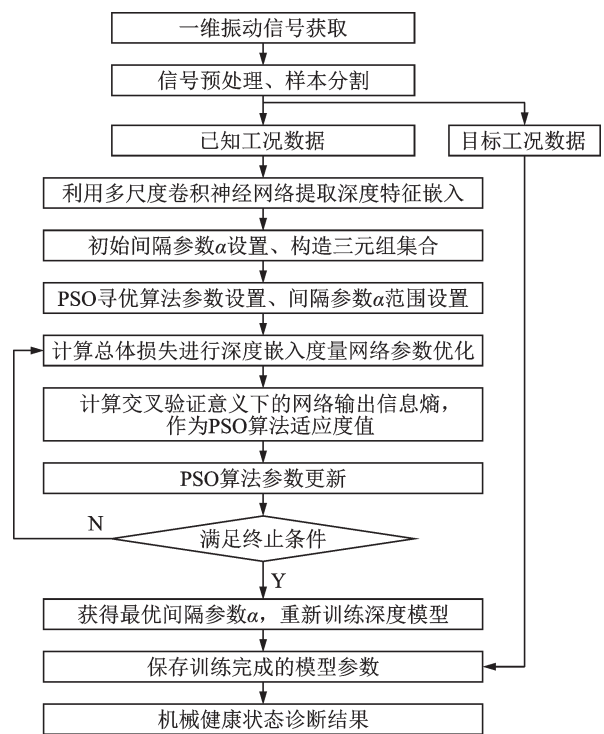 一维振动信号获取
信号预处理、样本分割
已知工况数据
目标工况数据
利用多尺度卷积神经网络提取深度特征嵌入
初始间隔参数α设置、构造三元组集合
PSO寻优算法参数设置、间隔参数α范围设置
计算总体损失进行深度嵌入度量网络参数优化
计算交叉验证意义下的网络输出信息熵，
作为PSO算法适应度值
PSO算法参数更新
N
满足终止条件
Y
获得最优间隔参数α，重新训练深度模型
保存训练完成的模型参数
机械健康状态诊断结果